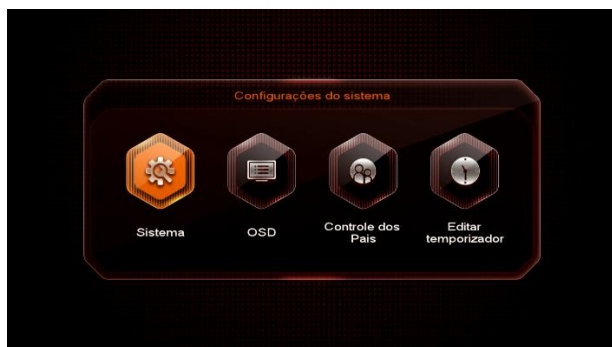 Configurações do sistema
Sistema
OSD
Controle dos
Pais
Editar
temporizador